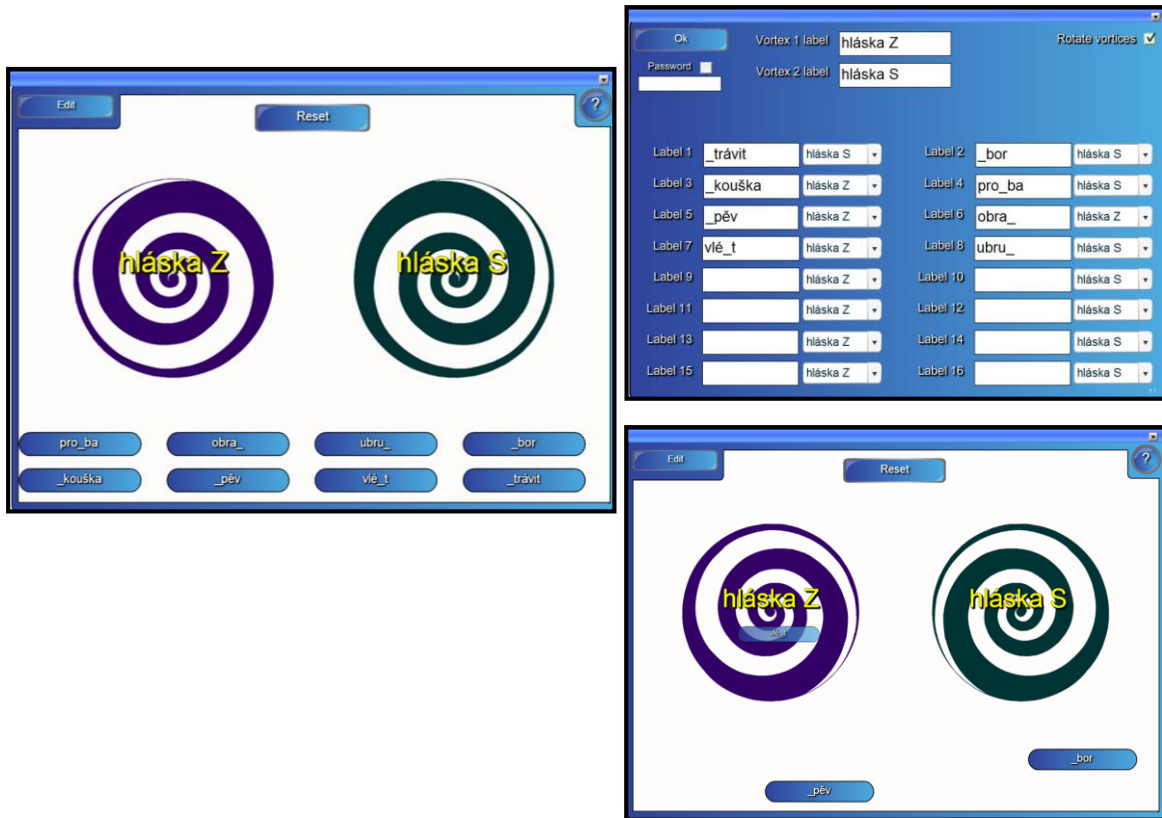 Edit
Reset
?
hláska Z
hláska S
pro_ba
obra_
ubru_
_bor
_kouška
_pěv
vlé_t
_trávit
Ok
Vortex 1 label hláska Z
Rotate vortices
Password
Vortex 2 label hláska S
Label 1 _trávit hláska S
Label 2 _bor hláska S
Label 3 _kouška hláska Z
Label 4 pro_ba hláska S
Label 5 _pěv hláska Z
Label 6 obra_ hláska Z
Label 7 vlé_t hláska Z
Label 8 ubru_ hláska S
Label 9 hláska Z
Label 10 hláska S
Label 11 hláska Z
Label 12 hláska S
Label 13 hláska Z
Label 14 hláska S
Label 15 hláska Z
Label 16 hláska S
Edit
Reset
?
hláska Z
hláska S
_bor
_pěv